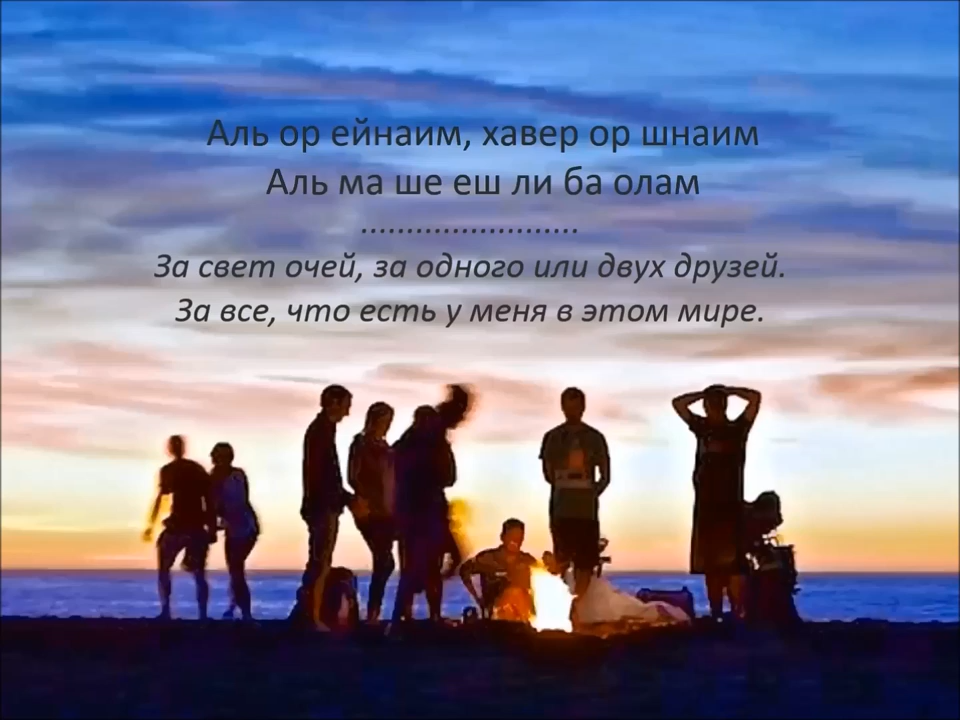 Аль ор ейнаим, хавер ор шнаим
Аль ма ше еш ли ба олам
........................
За свет очей, за одного или двух друзей.
За все, что есть у меня в этом мире.